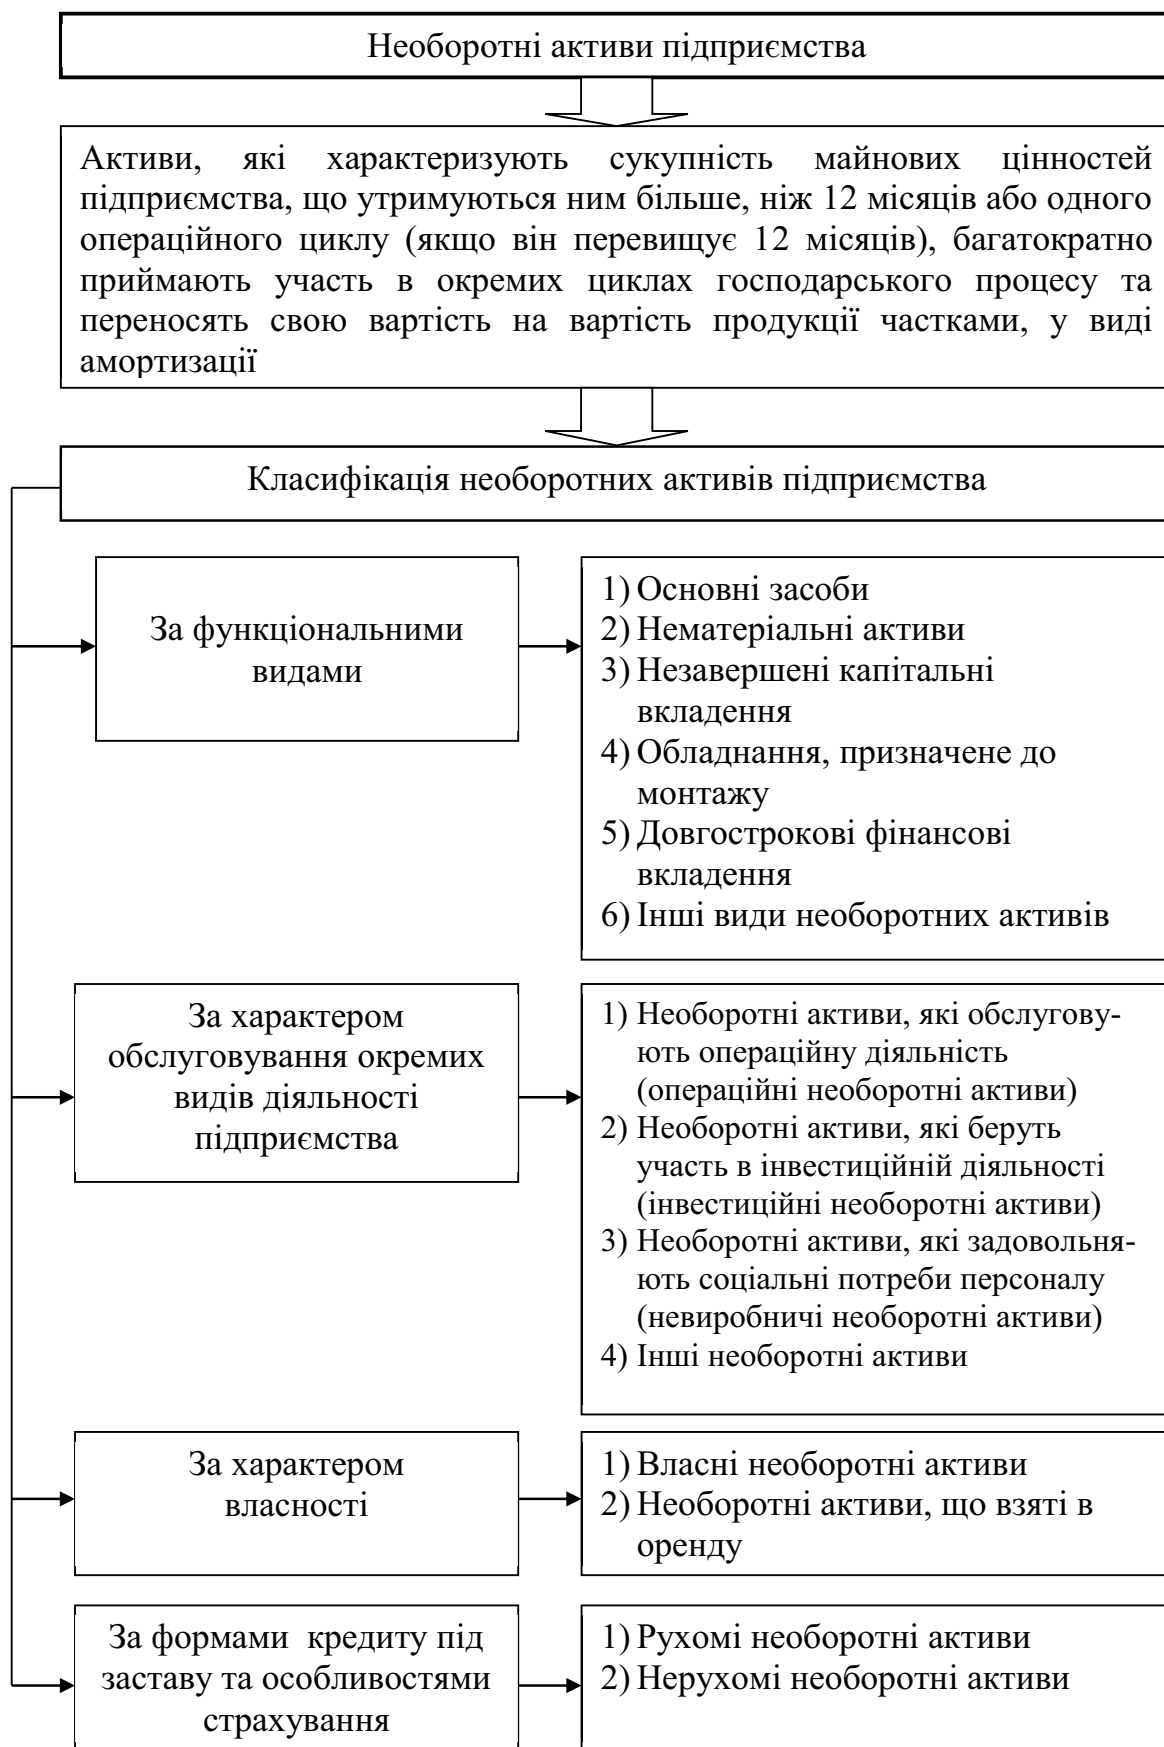 Необоротні активи підприємства
Активи, які характеризують сукупність майнових цінностей
підприємства, що утримуються ним більше, ніж 12 місяців або одного
операційного циклу (якщо він перевищує 12 місяців), багатократно
приймають участь в окремих циклах господарського процесу та
переносять свою вартість на вартість продукції частками, у виді
амортизації
Класифікація необоротних активів підприємства
За функціональними
видами
1) Основні засоби
2) Нематеріальні активи
3) Незавершені капітальні
вкладення
4) Обладнання, призначене до
монтажу
5) Довгострокові фінансові
вкладення
6) Інші види необоротних активів
За характером
обслуговування окремих
видів діяльності
підприємства
1) Необоротні активи, які обслугову-
ють операційну діяльність
(операційні необоротні активи)
2) Необоротні активи, які беруть
участь в інвестиційній діяльності
(інвестиційні необоротні активи)
3) Необоротні активи, які задовольня-
ють соціальні потреби персоналу
(невиробничі необоротні активи)
4) Інші необоротні активи
За характером
власності
1) Власні необоротні активи
2) Необоротні активи, що взяті в
оренду
За формами кредиту під
заставу та особливостями
страхування
1) Рухомі необоротні активи
2) Нерухомі необоротні активи